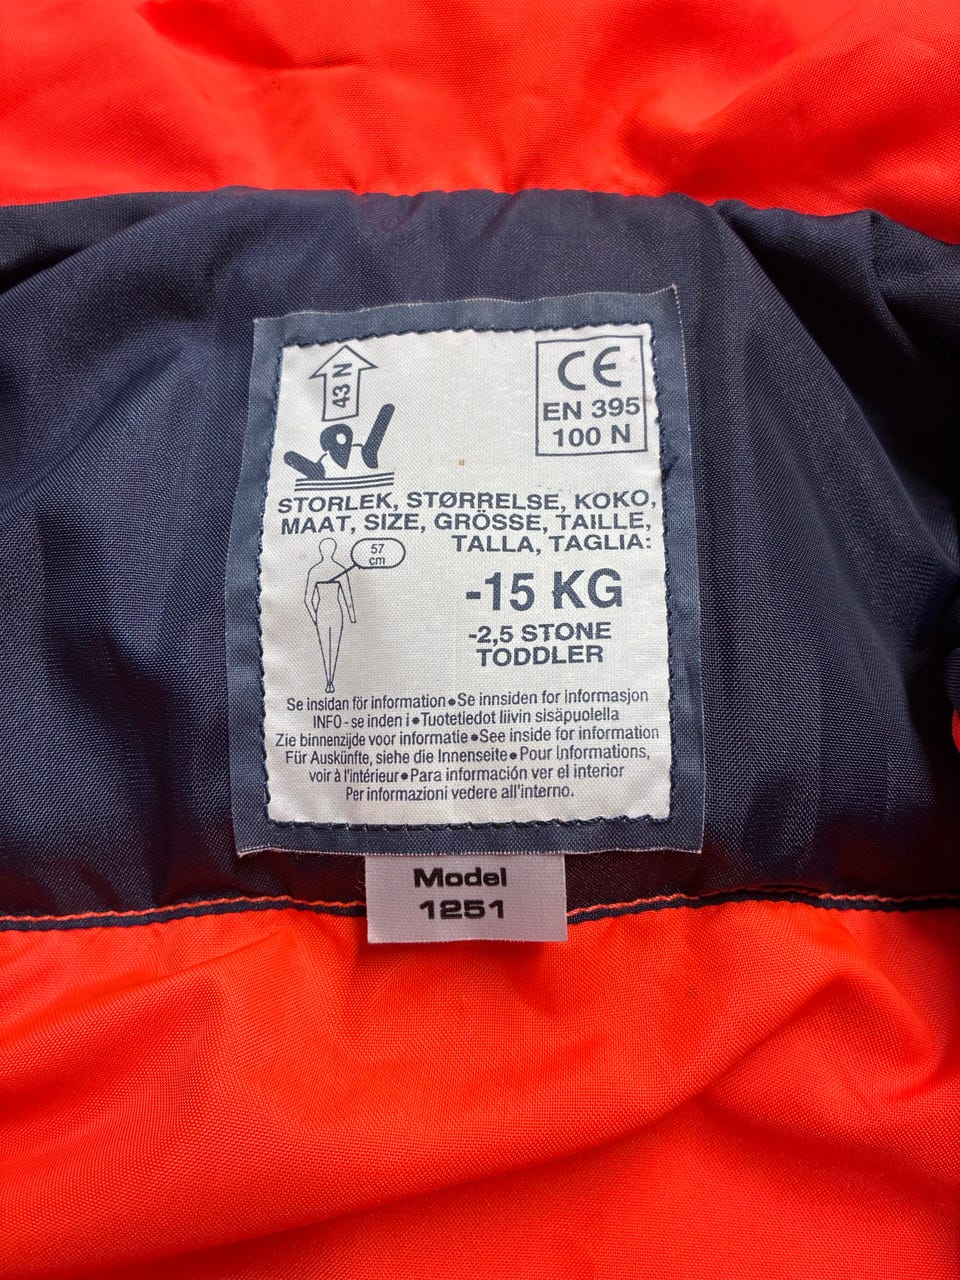 43 N
CE
EN 395
100 N
STORLEK, STØRRELSE, KOKO,
MAAT, SIZE, GRÖSSE, TAILLE,
TALLA, TAGLIA:
57
cm
-15 KG
-2,5 STONE
TODDLER
Se insidan för information●Se innsiden for informasjon
INFO - se inden i●Tuotetiedot liivin sisäpuolella
Zie binnenzijde voor informatie●See inside for information
Für Auskünfte, siehe die Innenseite●Pour Informations,
voir à l'intérieur●Para información ver el interior
Per informazioni vedere all'interno.
Model
1251